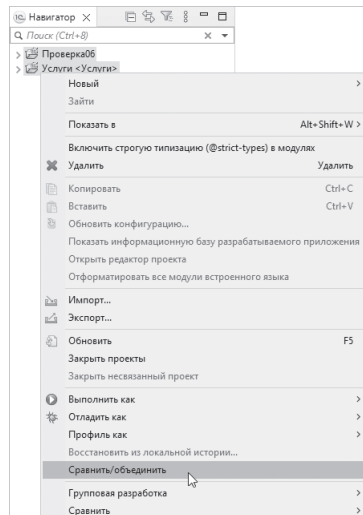 Навигатор
Поиск (Ctrl+8)
Проверка06
Услуги <Услуги>
Новый
Зайти
Показать в Alt+Shift+W
Включить строгую типизацию (@strict-types) в модулях
Удалить Удалить
Копировать Ctrl+C
Вставить Ctrl+V
Обновить конфигурацию...
Показать информационную базу разрабатываемого приложения
Открыть редактор проекта
Отформатировать все модули встроенного языка
Импорт...
Экспорт...
Обновить F5
Закрыть проекты
Закрыть несвязанный проект
Выполнить как
Отладить как
Профиль как
Восстановить из локальной истории...
Сравнить/объединить
Групповая разработка
Сравнить